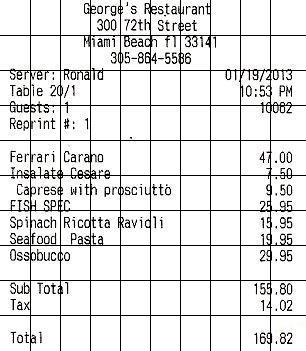 George's Restaurant
300 72th Street
Miami Beach fl 33141
305-864-5586
Server: Ronald 01/19/2013
Table 20/1 10:53 PM
Guests: 1 10062
Reprint #: 1
Ferrari Carano 47.00
Insalate Cesare 7.50
Caprese with prosciutto 9.50
FISH SPEC 25.95
Spinach Ricotta Ravioli 15.95
Seafood Pasta 19.95
Ossobucco 29.95
Sub Total 155.80
Tax 14.02
Total 169.82